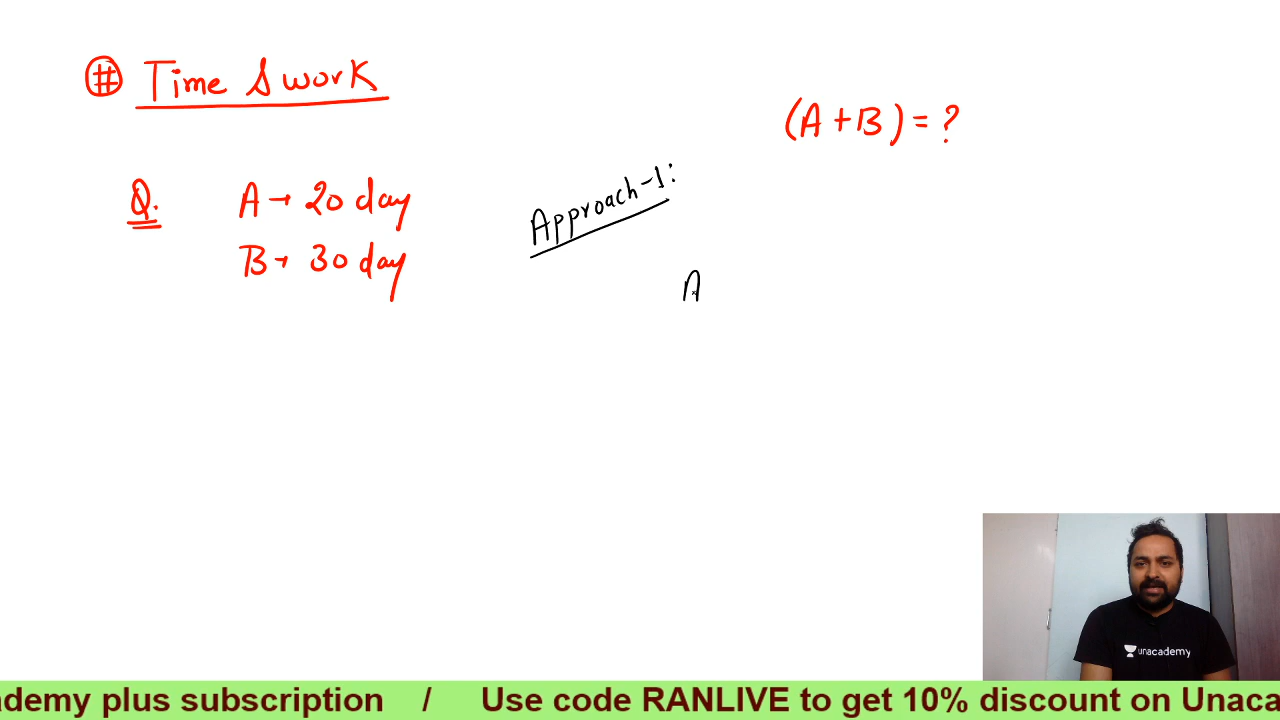 # Time & work
(A + B) = ?
Q. A → 20 day
B → 30 day
Approach-1:
A
unacademy
ademy plus subscription / Use code RANLIVE to get 10% discount on Unaca